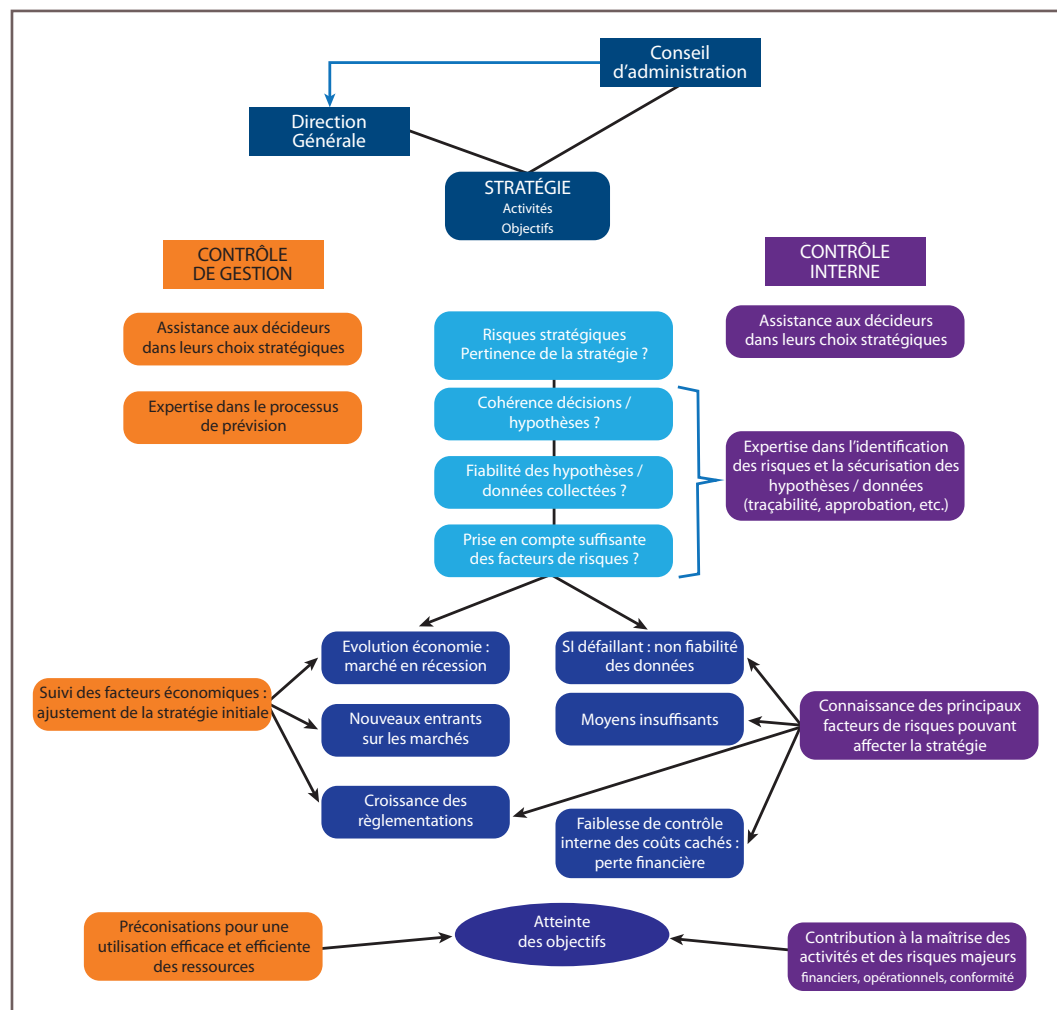 Conseil
d'administration
Direction
Générale
STRATÉGIE
Activités
Objectifs
CONTRÔLE
DE GESTION
CONTRÔLE
INTERNE
Assistance aux décideurs
dans leurs choix stratégiques
Risques stratégiques
Pertinence de la stratégie ?
Assistance aux décideurs
dans leurs choix stratégiques
Expertise dans le processus
de prévision
Cohérence décisions /
hypothèses ?
Fiabilité des hypothèses /
données collectées ?
Prise en compte suffisante
des facteurs de risques ?
Expertise dans l'identification
des risques et la sécurisation des
hypothèses / données
(traçabilité, approbation, etc.)
Evolution économie :
marché en récession
SI défaillant : non fiabilité
des données
Suivi des facteurs économiques :
ajustement de la stratégie initiale
Nouveaux entrants
sur les marchés
Moyens insuffisants
Connaissance des principaux
facteurs de risques pouvant
affecter la stratégie
Croissance des
règlementations
Faiblesse de contrôle
interne des coûts cachés :
perte financière
Préconisations pour une
utilisation efficace et efficiente
des ressources
Atteinte
des objectifs
Contribution à la maîtrise des
activités et des risques majeurs
financiers, opérationnels, conformité